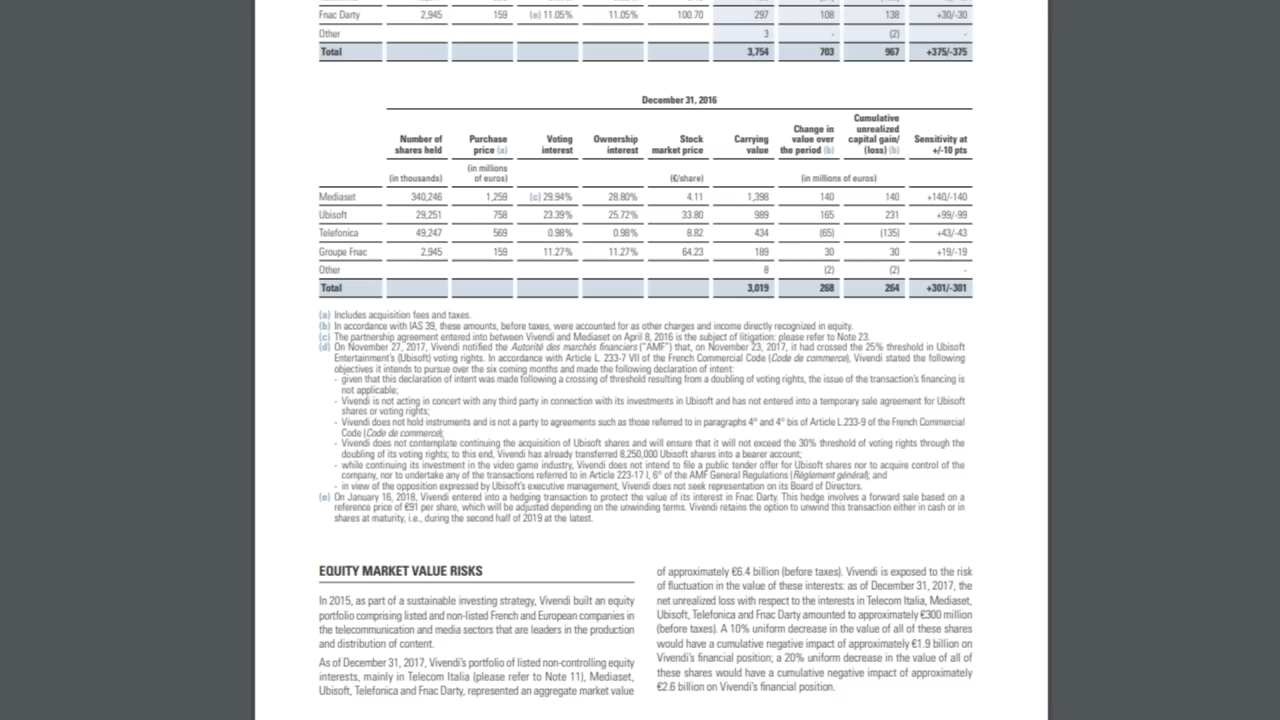 Fnac Darty 2,945 159 (e) 11.05% 11.05% 100.70 297 108 138 +30/-30
Other 3 - (2) -
Total 3,754 703 967 +375/-375
December 31, 2016
Number of shares held Purchase price (a) Voting interest Ownership interest Stock market price Carrying value Change in value over the period (b) Cumulative unrealized capital gain/ (loss) (b) Sensitivity at +/-10 pts
(in thousands) (in millions of euros) (€/share) (in millions of euros)
Mediaset 340,246 1,259 (c) 29.94% 28.80% 4.11 1,398 140 140 +140/-140
Ubisoft 29,251 758 23.39% 25.72% 33.80 989 165 231 +99/-99
Telefonica 49,247 569 0.98% 0.98% 8.82 434 (65) (135) +43/-43
Groupe Fnac 2,945 159 11.27% 11.27% 64.23 189 30 30 +19/-19
Other 8 (2) (2) -
Total 3,019 268 264 +301/-301
(a) Includes acquisition fees and taxes.
(b) In accordance with IAS 39, these amounts, before taxes, were accounted for as other charges and income directly recognized in equity.
(c) The partnership agreement entered into between Vivendi and Mediaset on April 8, 2016 is the subject of litigation: please refer to Note 23.
(d) On November 27, 2017, Vivendi notified the Autorité des marchés financiers ("AMF") that, on November 23, 2017, it had crossed the 25% threshold in Ubisoft
Entertainment's (Ubisoft) voting rights. In accordance with Article L. 233-7 VII of the French Commercial Code (Code de commerce), Vivendi stated the following
objectives it intends to pursue over the six coming months and made the following declaration of intent:
- given that this declaration of intent was made following a crossing of threshold resulting from a doubling of voting rights, the issue of the transaction's financing is
not applicable;
- Vivendi is not acting in concert with any third party in connection with its investments in Ubisoft and has not entered into a temporary sale agreement for Ubisoft
shares or voting rights;
- Vivendi does not hold instruments and is not a party to agreements such as those referred to in paragraphs 4° and 4° bis of Article L.233-9 of the French Commercial
Code (Code de commerce);
- Vivendi does not contemplate continuing the acquisition of Ubisoft shares and will ensure that it will not exceed the 30% threshold of voting rights through the
doubling of its voting rights; to this end, Vivendi has already transferred 8,250,000 Ubisoft shares into a bearer account;
- while continuing its investment in the video game industry, Vivendi does not intend to file a public tender offer for Ubisoft shares nor to acquire control of the
company, nor to undertake any of the transactions referred to in Article 223-17 I, 6° of the AMF General Regulations (Règlement général); and
- in view of the opposition expressed by Ubisoft's executive management, Vivendi does not seek representation on its Board of Directors.
(e) On January 16, 2018, Vivendi entered into a hedging transaction to protect the value of its interest in Fnac Darty. This hedge involves a forward sale based on a
reference price of €91 per share, which will be adjusted depending on the unwinding terms. Vivendi retains the option to unwind this transaction either in cash or in
shares at maturity, i.e., during the second half of 2019 at the latest.
EQUITY MARKET VALUE RISKS
In 2015, as part of a sustainable investing strategy, Vivendi built an equity
portfolio comprising listed and non-listed French and European companies in
the telecommunication and media sectors that are leaders in the production
and distribution of content.
As of December 31, 2017, Vivendi's portfolio of listed non-controlling equity
interests, mainly in Telecom Italia (please refer to Note 11), Mediaset,
Ubisoft, Telefonica and Fnac Darty, represented an aggregate market value
of approximately €6.4 billion (before taxes). Vivendi is exposed to the risk
of fluctuation in the value of these interests: as of December 31, 2017, the
net unrealized loss with respect to the interests in Telecom Italia, Mediaset,
Ubisoft, Telefonica and Fnac Darty amounted to approximately €300 million
(before taxes). A 10% uniform decrease in the value of all of these shares
would have a cumulative negative impact of approximately €1.9 billion on
Vivendi's financial position; a 20% uniform decrease in the value of all of
these shares would have a cumulative negative impact of approximately
€2.6 billion on Vivendi's financial position.